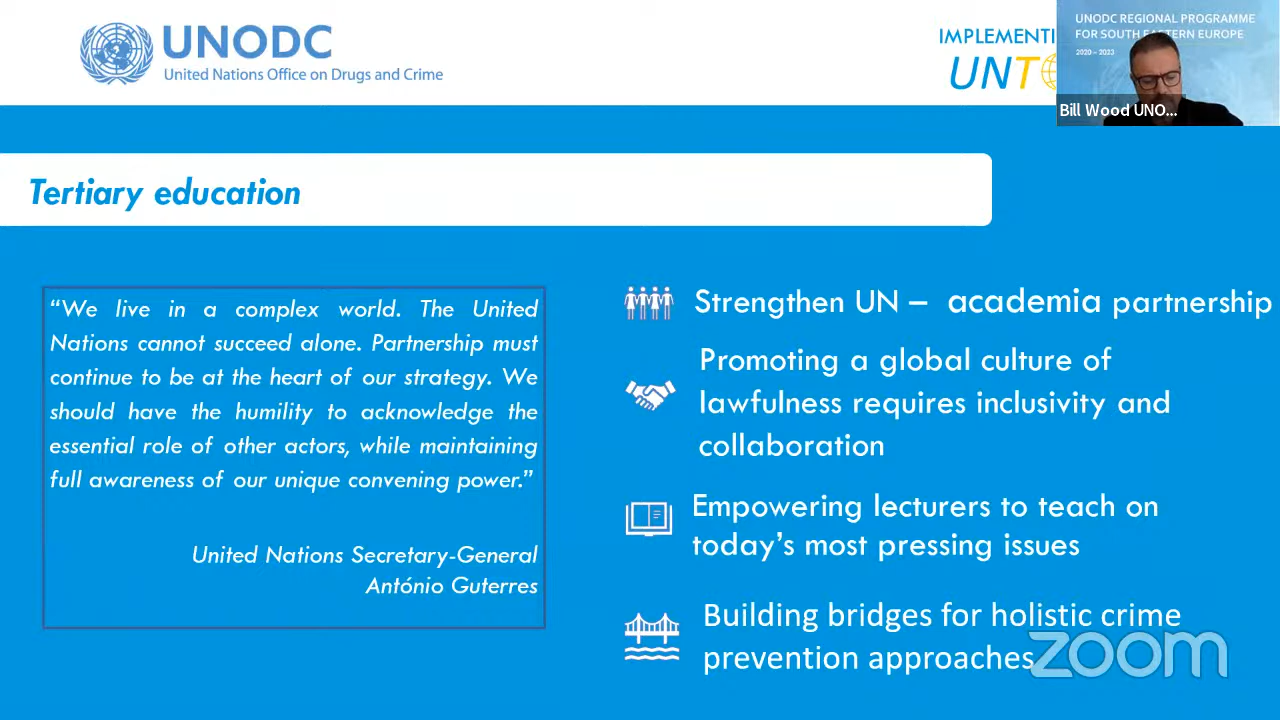 UNODC
United Nations Office on Drugs and Crime
IMPLEMENTI
UNT
UNODC REGIONAL PROGRAMME
FOR SOUTH EASTERN EUROPE
2020 – 2023
Bill Wood UNO...
Tertiary education
“We live in a complex world. The United
Nations cannot succeed alone. Partnership must
continue to be at the heart of our strategy. We
should have the humility to acknowledge the
essential role of other actors, while maintaining
full awareness of our unique convening power.”
United Nations Secretary-General
António Guterres
Strengthen UN – academia partnership
Promoting a global culture of
lawfulness requires inclusivity and
collaboration
Empowering lecturers to teach on
today’s most pressing issues
Building bridges for holistic crime
prevention approaches
zoom